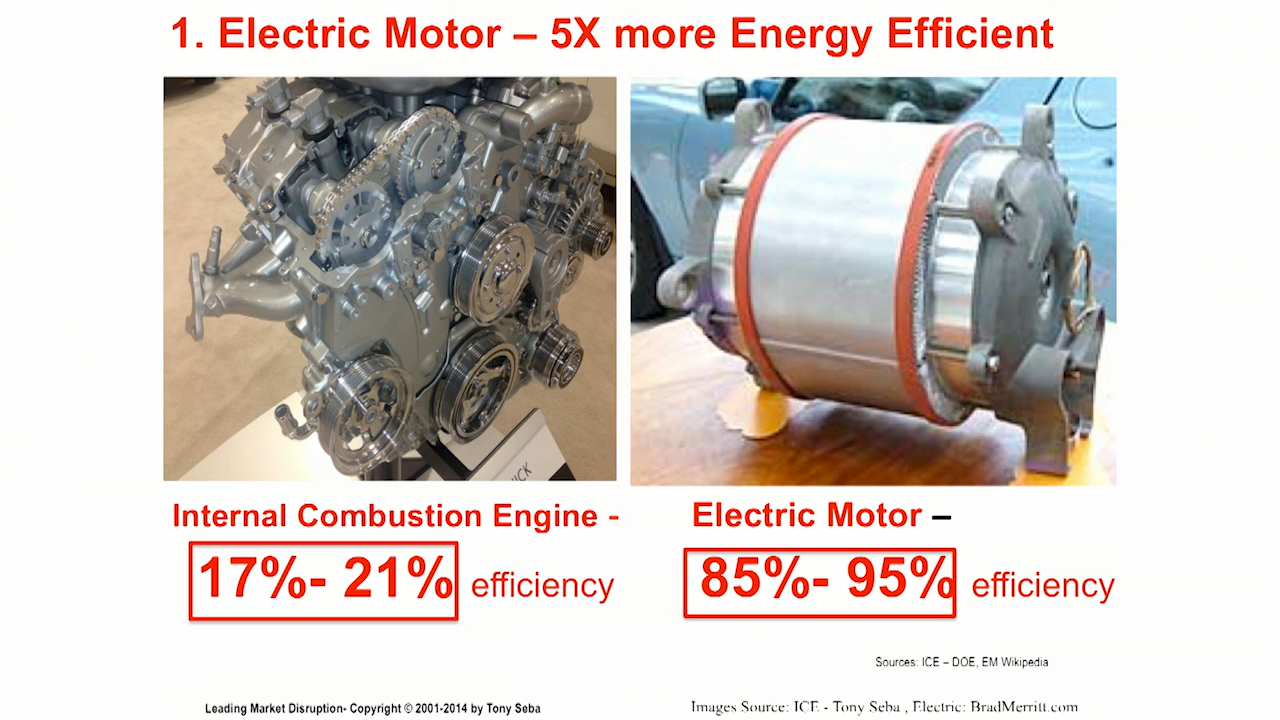 1. Electric Motor – 5X more Energy Efficient
Internal Combustion Engine -
17%- 21% efficiency
Electric Motor –
85%- 95% efficiency
Sources: ICE – DOE, EM Wikipedia
Leading Market Disruption- Copyright © 2001-2014 by Tony Seba
Images Source: ICE - Tony Seba , Electric: BradMerritt.com